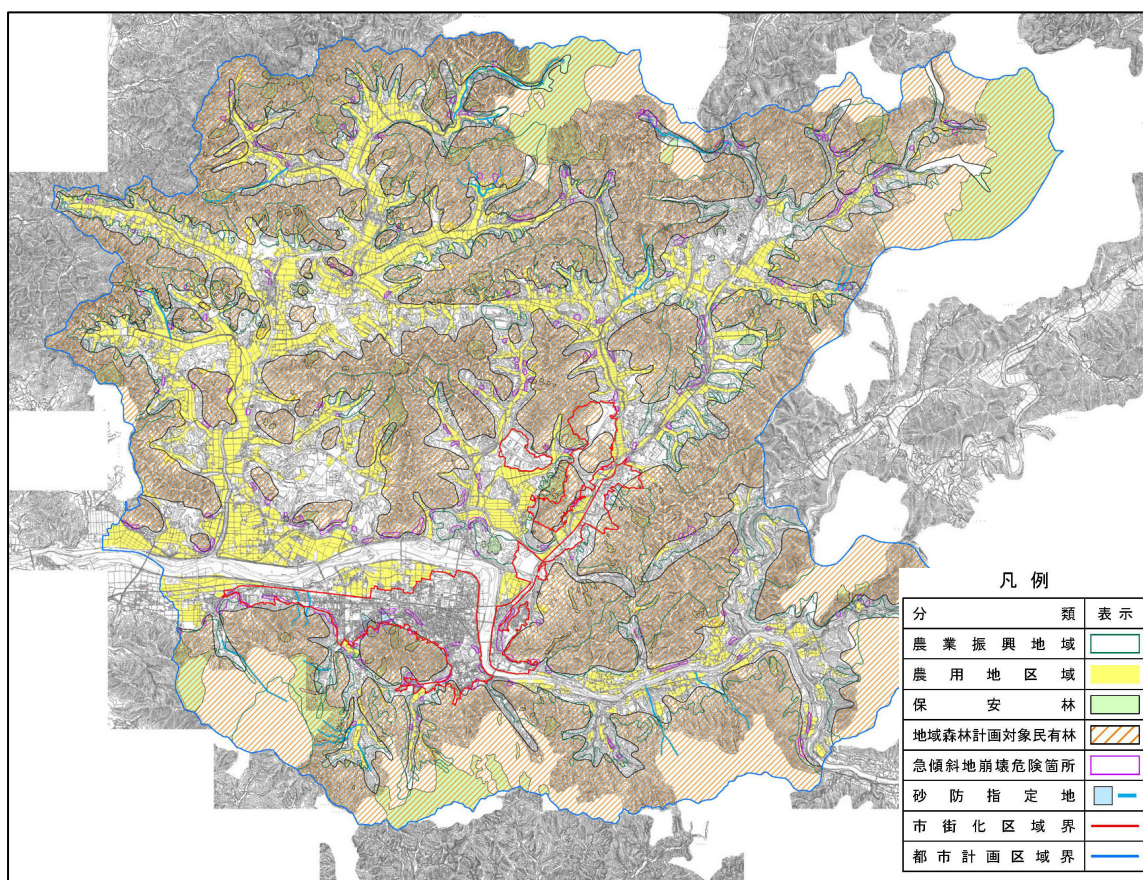 凡例
分類 表示
農業振興地域
農用地区域
保安林
地域森林計画対象民有林
急傾斜地崩壊危険箇所
砂防指定地
市街化区域界
都市計画区域界